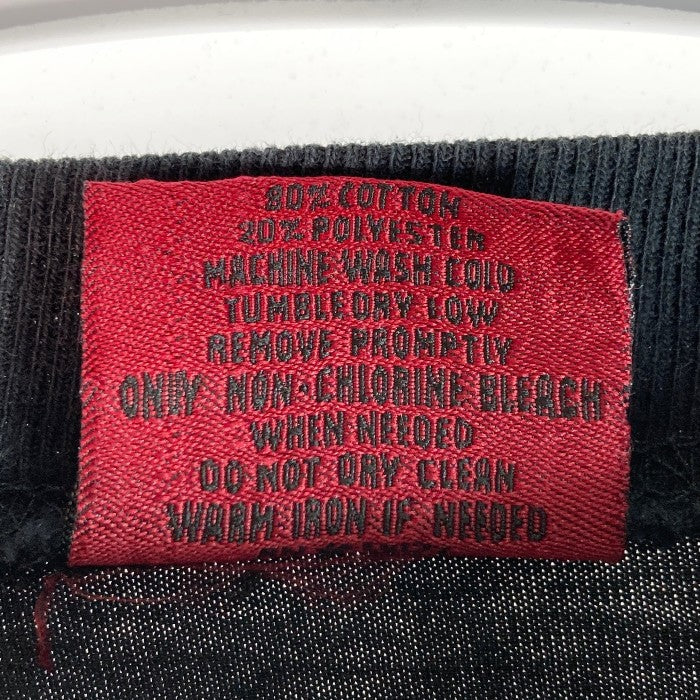 80% COTTON
20% POLYESTER
MACHINE WASH COLD
TUMBLE DRY LOW
REMOVE PROMPTLY
ONLY NON-CHLORINE BLEACH
WHEN NEEDED
DO NOT DRY CLEAN
WARM IRON IF NEEDED